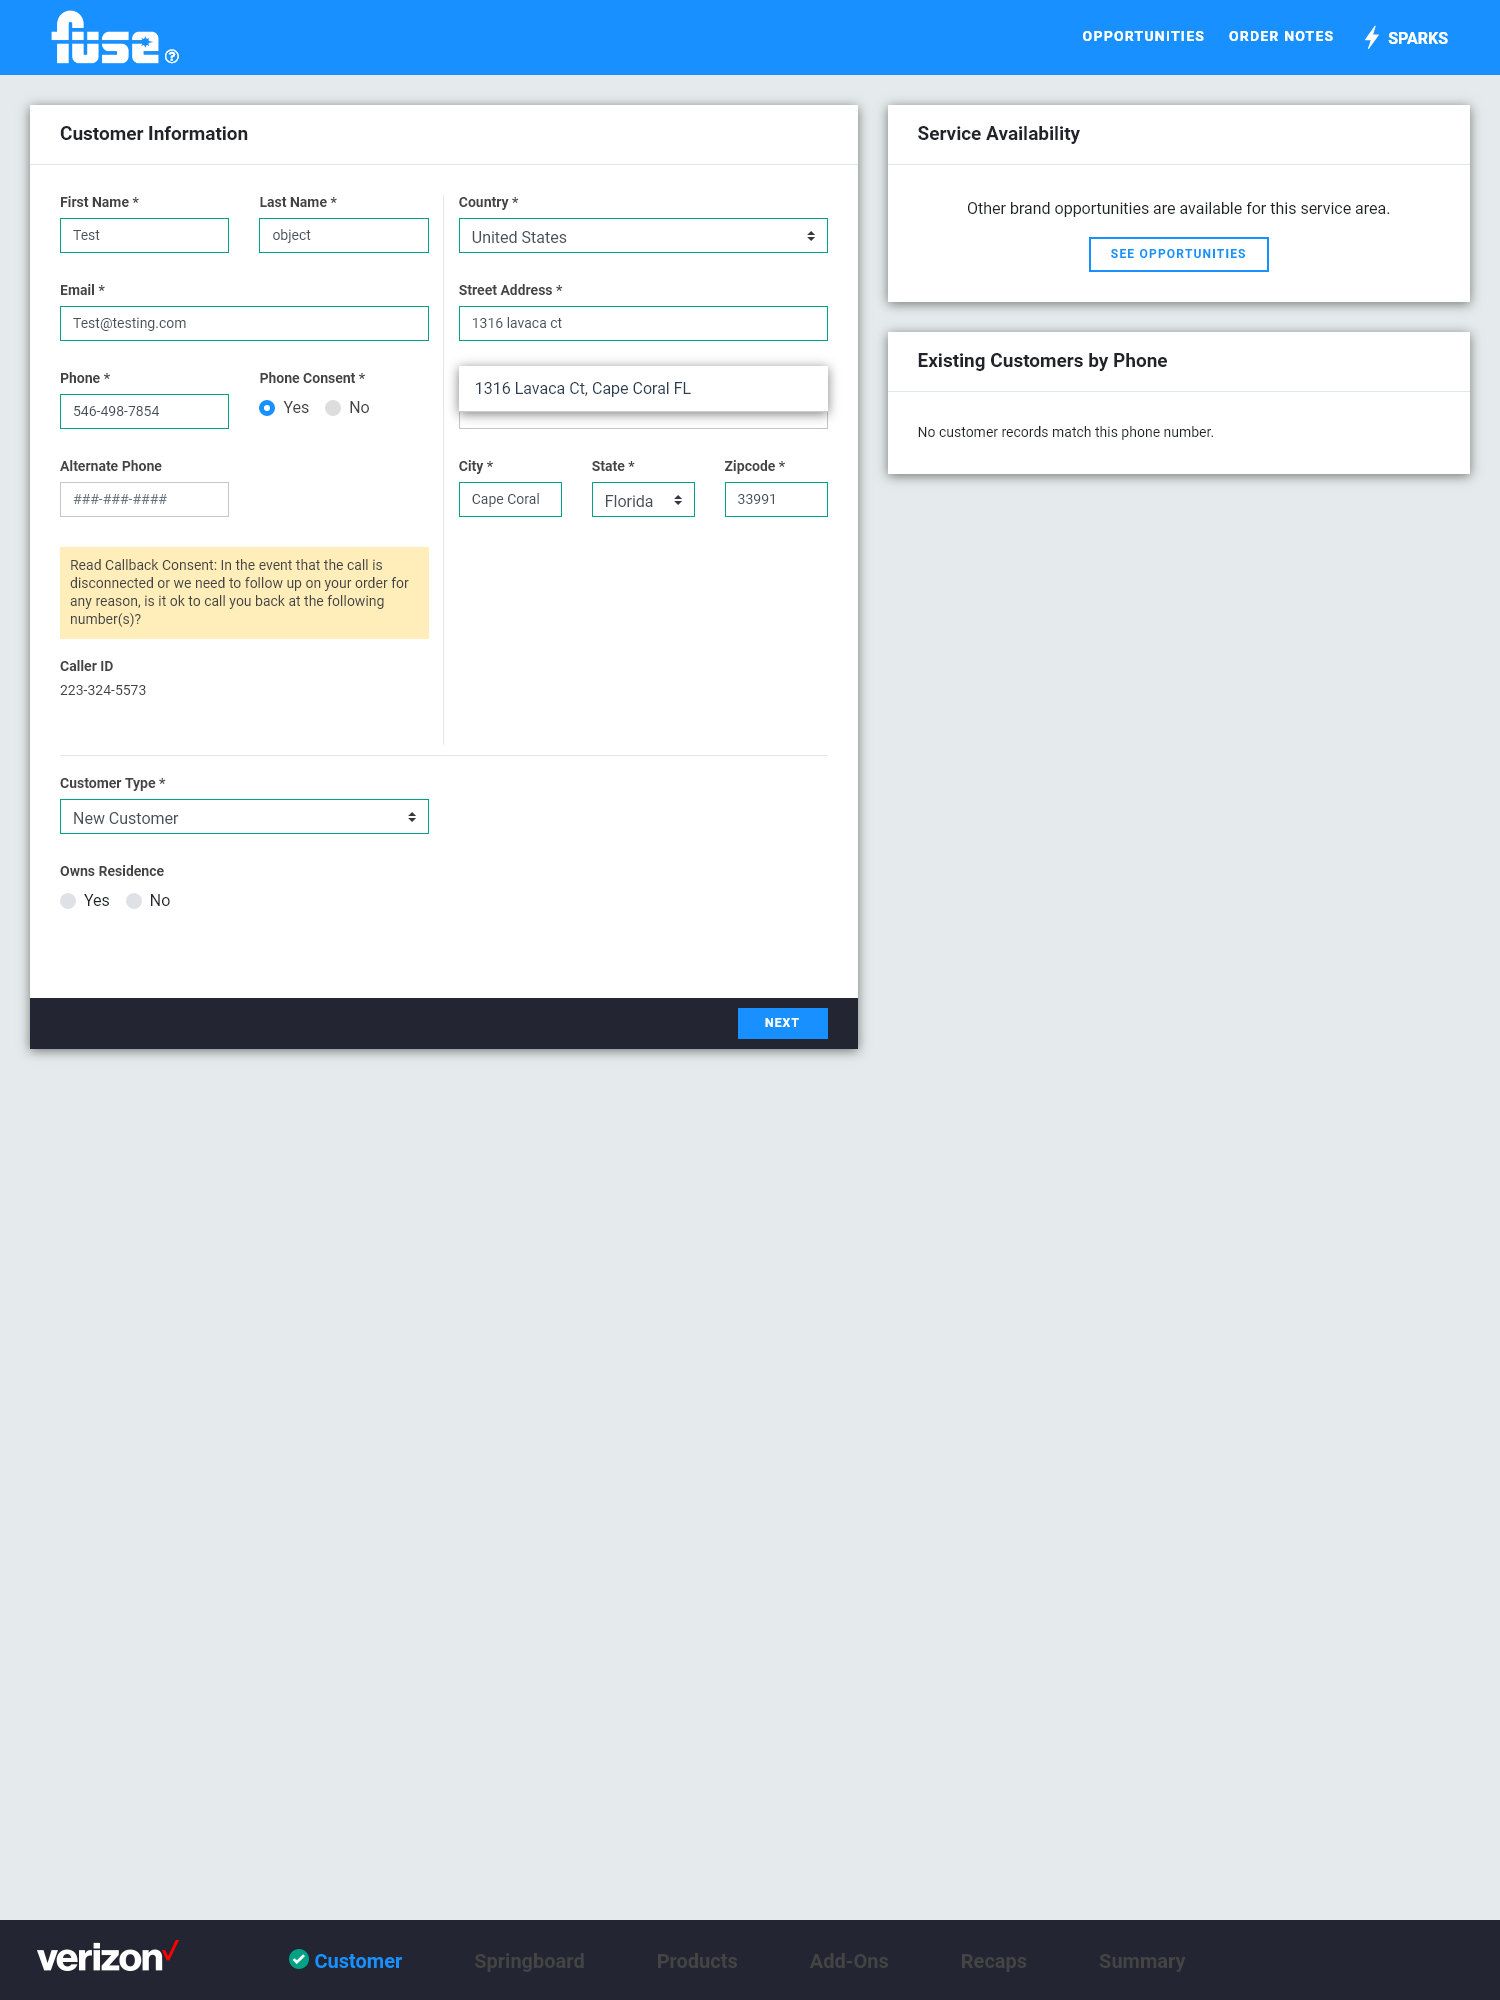 fuse ?
OPPORTUNITIES ORDER NOTES SPARKS
Customer Information
First Name * Last Name *
Test object
Email *
Test@testing.com
Phone * Phone Consent *
546-498-7854 Yes No
Alternate Phone
###-###-####
Read Callback Consent: In the event that the call is
disconnected or we need to follow up on your order for
any reason, is it ok to call you back at the following
number(s)?
Caller ID
223-324-5573
Country *
United States
Street Address *
1316 lavaca ct
1316 Lavaca Ct, Cape Coral FL
City * State * Zipcode *
Cape Coral Florida 33991
Customer Type *
New Customer
Owns Residence
Yes No
NEXT
Service Availability
Other brand opportunities are available for this service area.
SEE OPPORTUNITIES
Existing Customers by Phone
No customer records match this phone number.
verizon Customer Springboard Products Add-Ons Recaps Summary